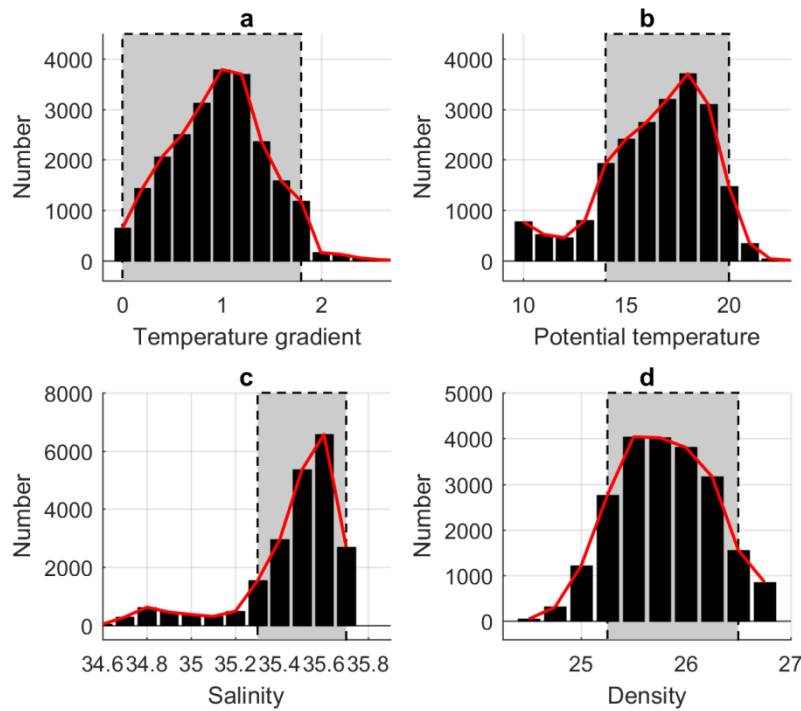 a
4000
3000
2000
1000
0
Number
0 1 2
Temperature gradient
b
4000
3000
2000
1000
0
Number
10 15 20
Potential temperature
c
8000
6000
4000
2000
0
Number
34.6 34.8 35 35.2 35.4 35.6 35.8
Salinity
d
5000
4000
3000
2000
1000
0
Number
25 26 27
Density